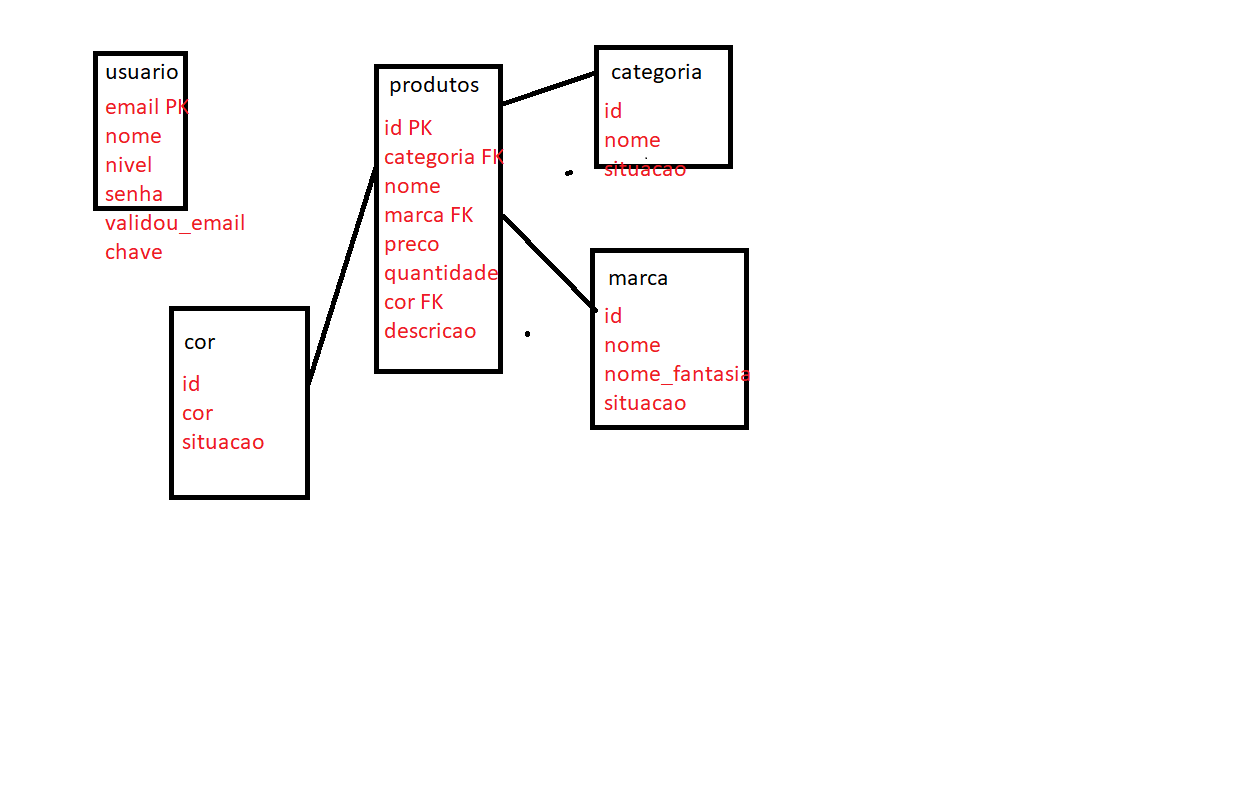 usuario
email PK
nome
nivel
senha
validou_email
chave
produtos
id PK
categoria FK
nome
marca FK
preco
quantidade
cor FK
descricao
categoria
id
nome
situacao
marca
id
nome
nome_fantasia
situacao
cor
id
cor
situacao